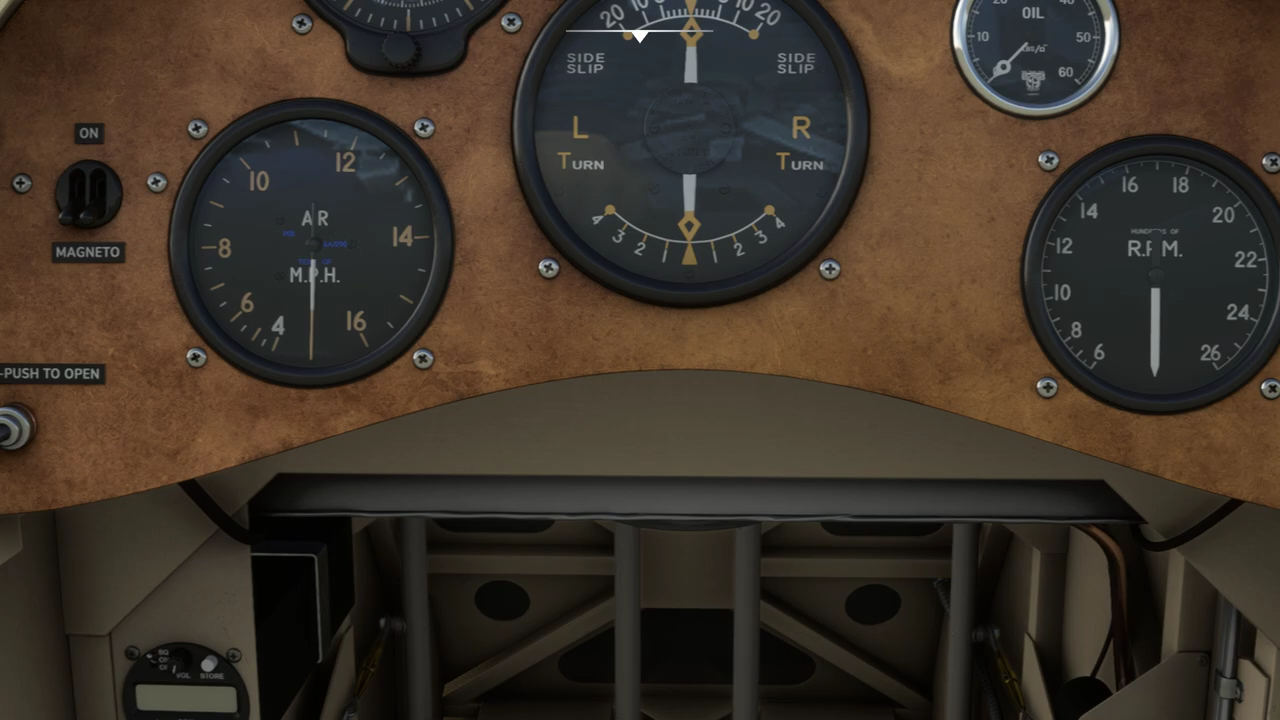 20 10 10 20
SIDE SLIP
SIDE SLIP
L
R
TURN
TURN
4 3 2 2 3 4
ON
MAGNETO
10
12
14
16
8
6
4
M.P.H.
-PUSH TO OPEN
OIL
10
50
60
HUNDREDS OF
R.P.M.
6 8 10 12 14 16 18 20 22 24 26
VOL
STORE